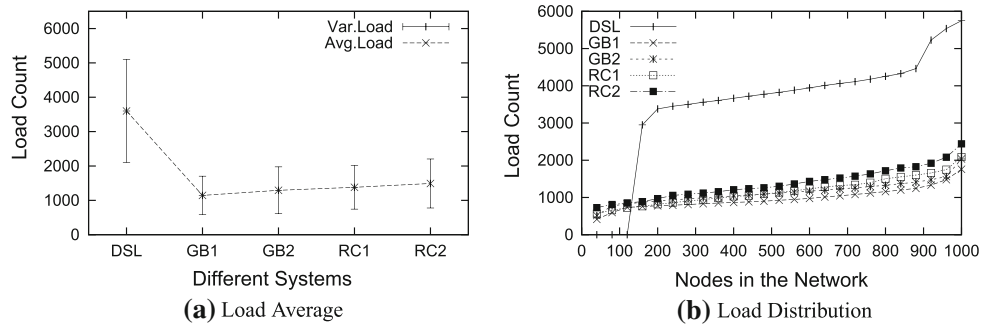 8000
7000
6000
5000
4000
3000
2000
1000
0
Load Count
Var.Load
Avg.Load
DSL GB1 GB2 RC1 RC2
Different Systems
(a) Load Average
6000
5000
4000
3000
2000
1000
0
Load Count
DSL
GB1
GB2
RC1
RC2
0 100 200 300 400 500 600 700 800 900 1000
Nodes in the Network
(b) Load Distribution